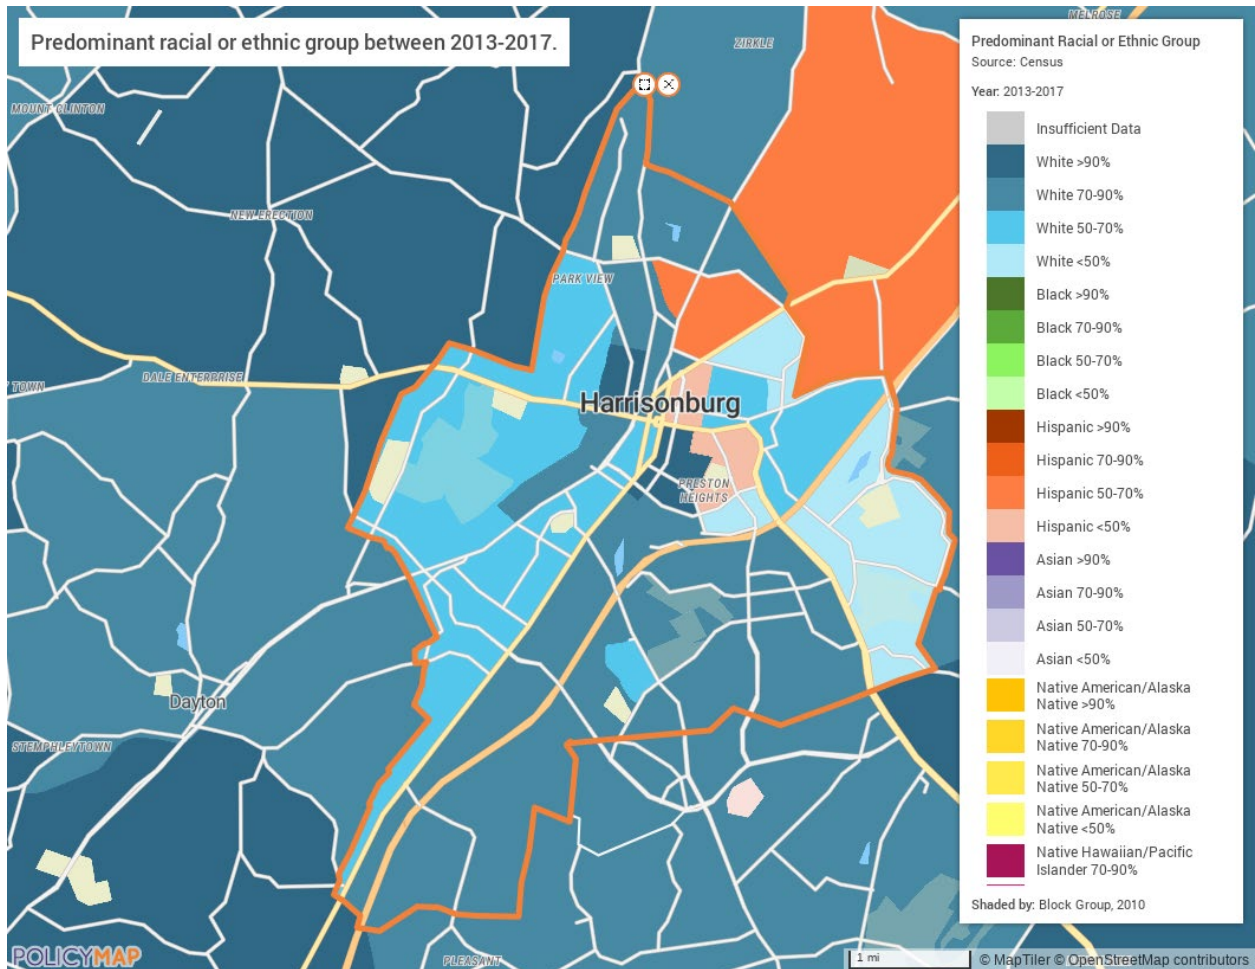 Predominant racial or ethnic group between 2013-2017.
MELROSE
ZIRKLE
MOUNT CLINTON
NEW ERECTION
PARK VIEW
TOWN
DALE ENTERPRISE
Harrisonburg
PRESTON
HEIGHTS
Dayton
STEMPHLEYTOWN
PLEASANT
POLICYMAP
Predominant Racial or Ethnic Group
Source: Census
Year: 2013-2017
Insufficient Data
White >90%
White 70-90%
White 50-70%
White <50%
Black >90%
Black 70-90%
Black 50-70%
Black <50%
Hispanic >90%
Hispanic 70-90%
Hispanic 50-70%
Hispanic <50%
Asian >90%
Asian 70-90%
Asian 50-70%
Asian <50%
Native American/Alaska
Native >90%
Native American/Alaska
Native 70-90%
Native American/Alaska
Native 50-70%
Native American/Alaska
Native <50%
Native Hawaiian/Pacific
Islander 70-90%
Shaded by: Block Group, 2010
1 mi
© MapTiler © OpenStreetMap contributors